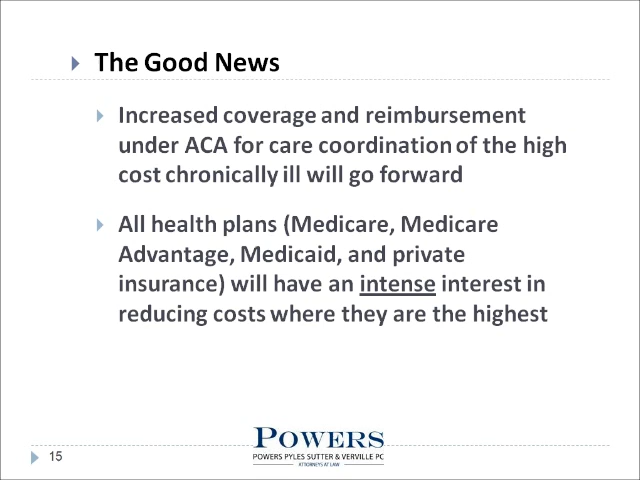 The Good News
Increased coverage and reimbursement
under ACA for care coordination of the high
cost chronically ill will go forward
All health plans (Medicare, Medicare
Advantage, Medicaid, and private
insurance) will have an intense interest in
reducing costs where they are the highest
15
POWERS
POWERS PYLES SUTTER & VERVILLE PC
ATTORNEYS AT LAW